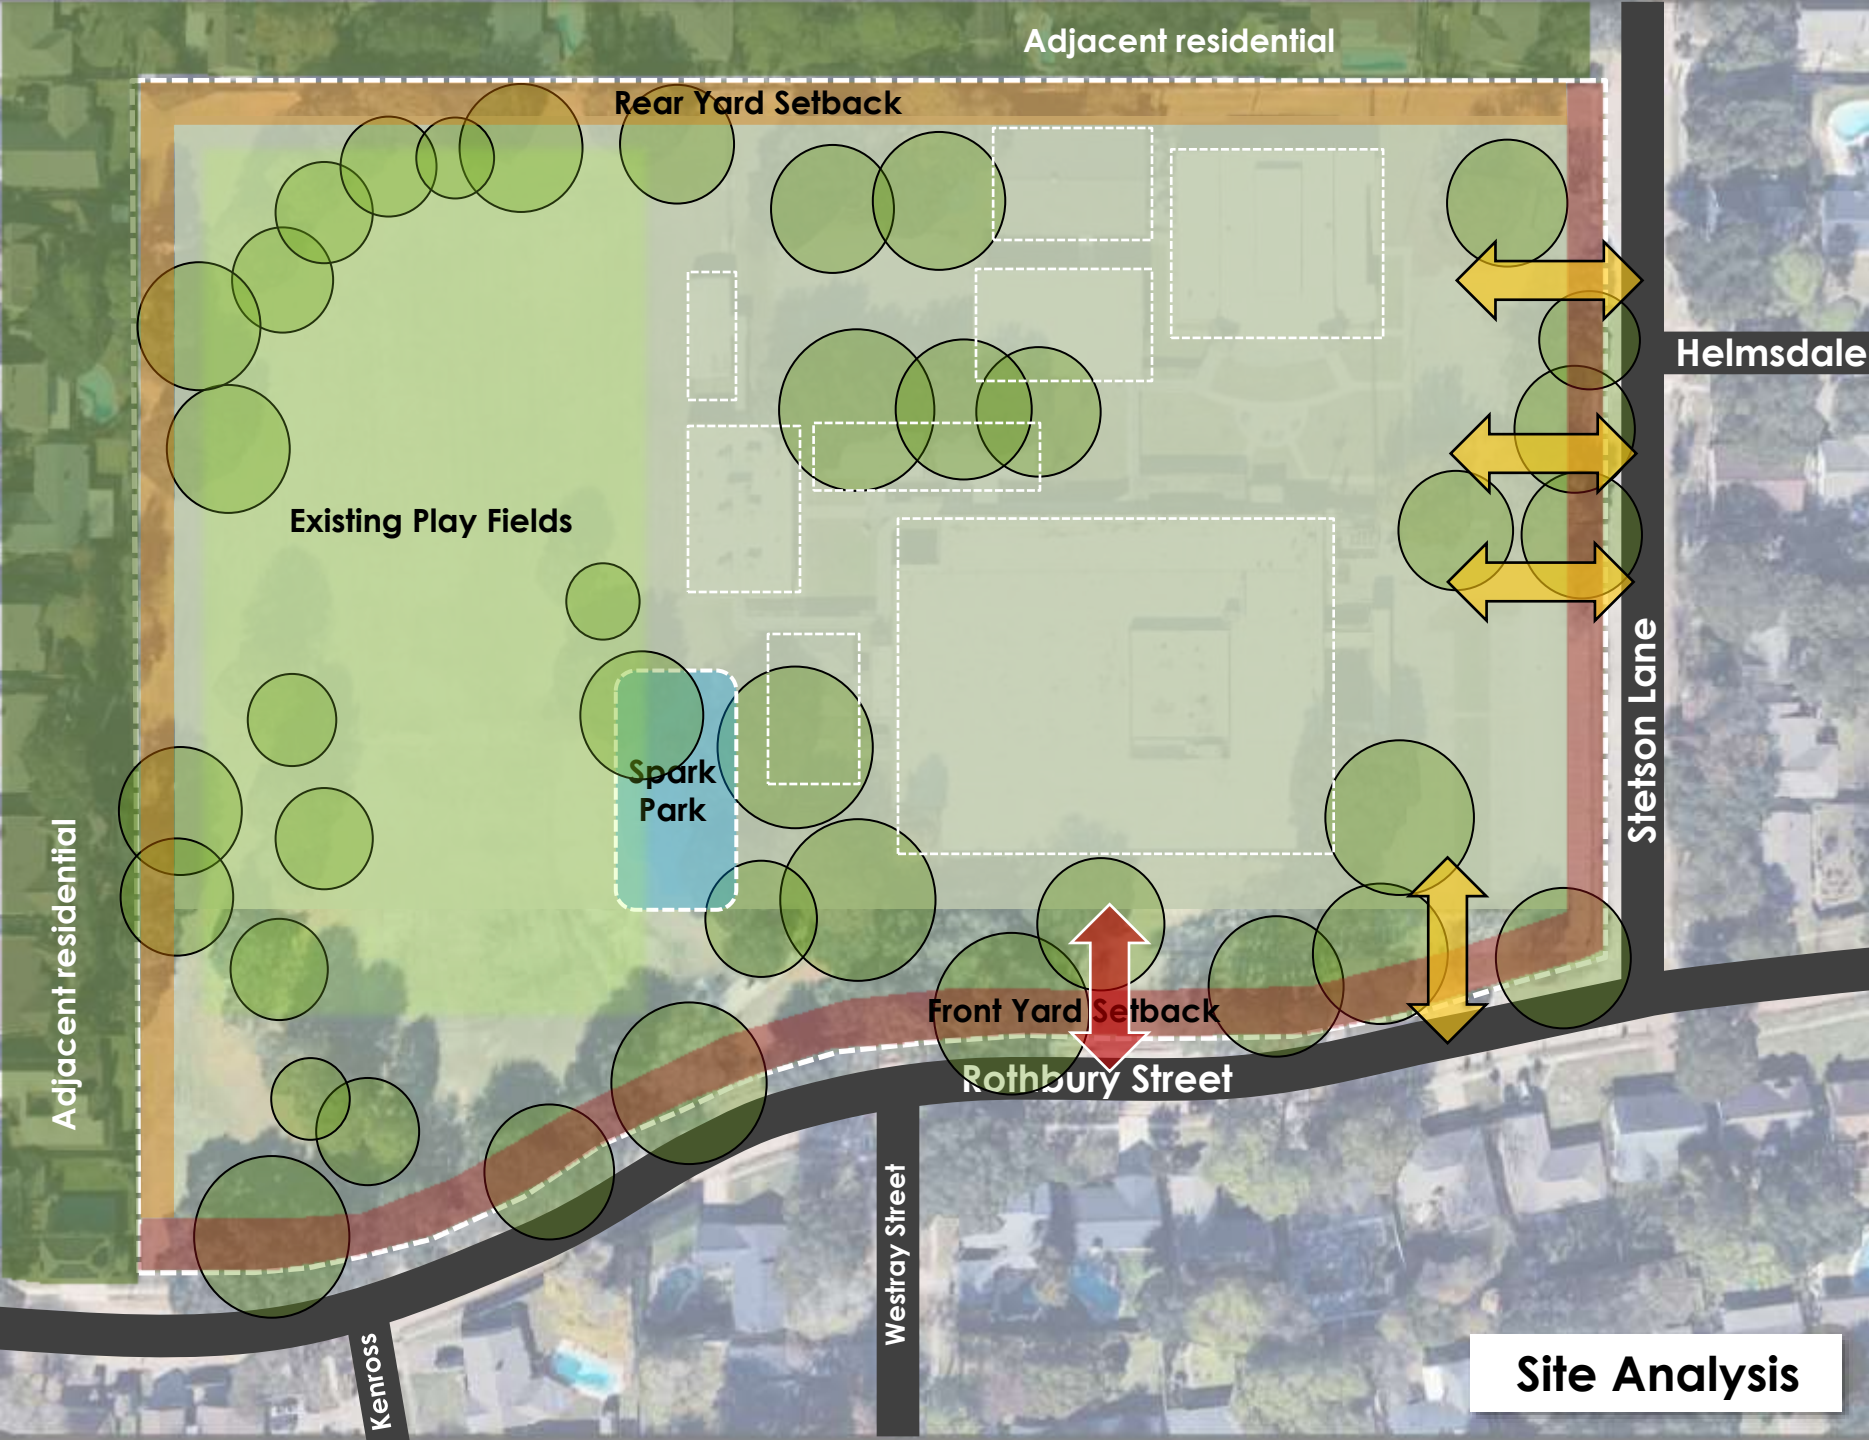 Adjacent residential
Rear Yard Setback
Helmsdale
Existing Play Fields
Stetson Lane
Spark
Park
Adjacent residential
Front Yard Setback
Rothbury Street
Westray Street
Kenross
Site Analysis